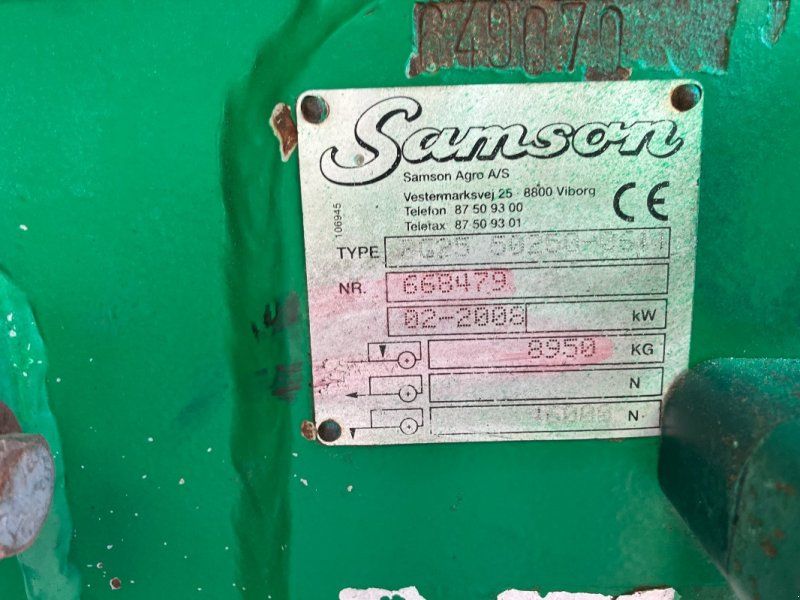 Samson
Samson Agro A/S
Vestermarksvej 25 - 8800 Viborg
Telefon 87 50 93 00
Telefax 87 50 93 01
CE
106945
TYPE
NR. 668479
02-2008 kW
8950 KG
N
N